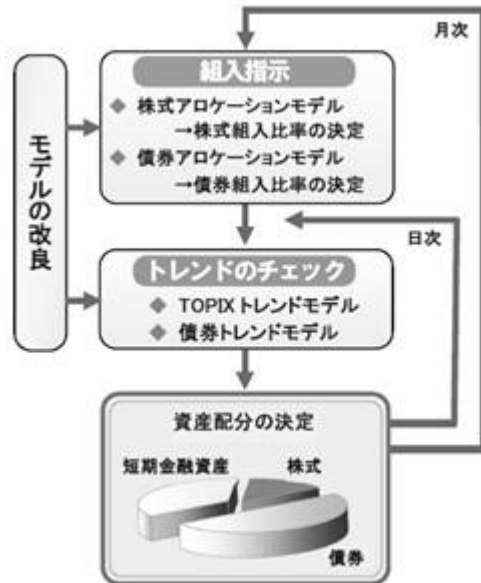 月次
組入指示
◆ 株式アロケーションモデル
→株式組入比率の決定
◆ 債券アロケーションモデル
→債券組入比率の決定
モデルの改良
日次
トレンドのチェック
◆ TOPIXトレンドモデル
◆ 債券トレンドモデル
資産配分の決定
短期金融資産
株式
債券